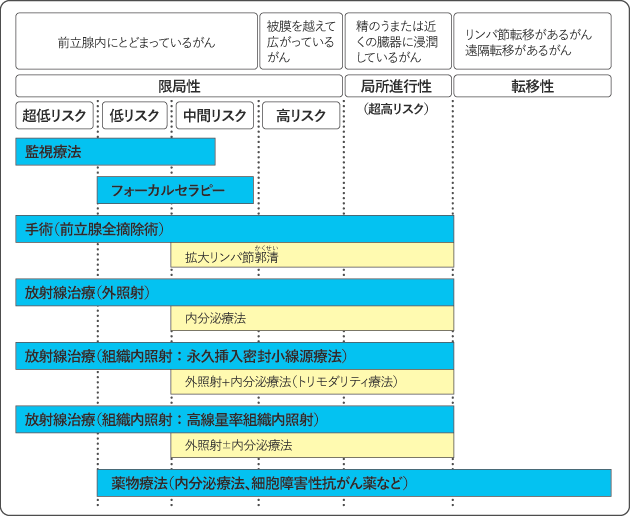 前立腺内にとどまっているがん
被膜を越えて
広がっている
がん
精のうまたは近
くの臓器に浸潤
しているがん
リンパ節転移があるがん
遠隔転移があるがん
限局性
局所進行性
転移性
超低リスク
低リスク
中間リスク
高リスク
(超高リスク)
監視療法
フォーカルセラピー
手術(前立腺全摘除術)
かくせい
拡大リンパ節郭清
放射線治療(外照射)
内分泌療法
放射線治療(組織内照射:永久挿入密封小線源療法)
外照射+内分泌療法(トリモダリティ療法)
放射線治療(組織内照射:高線量率組織内照射)
外照射±内分泌療法
薬物療法(内分泌療法、細胞障害性抗がん薬など)